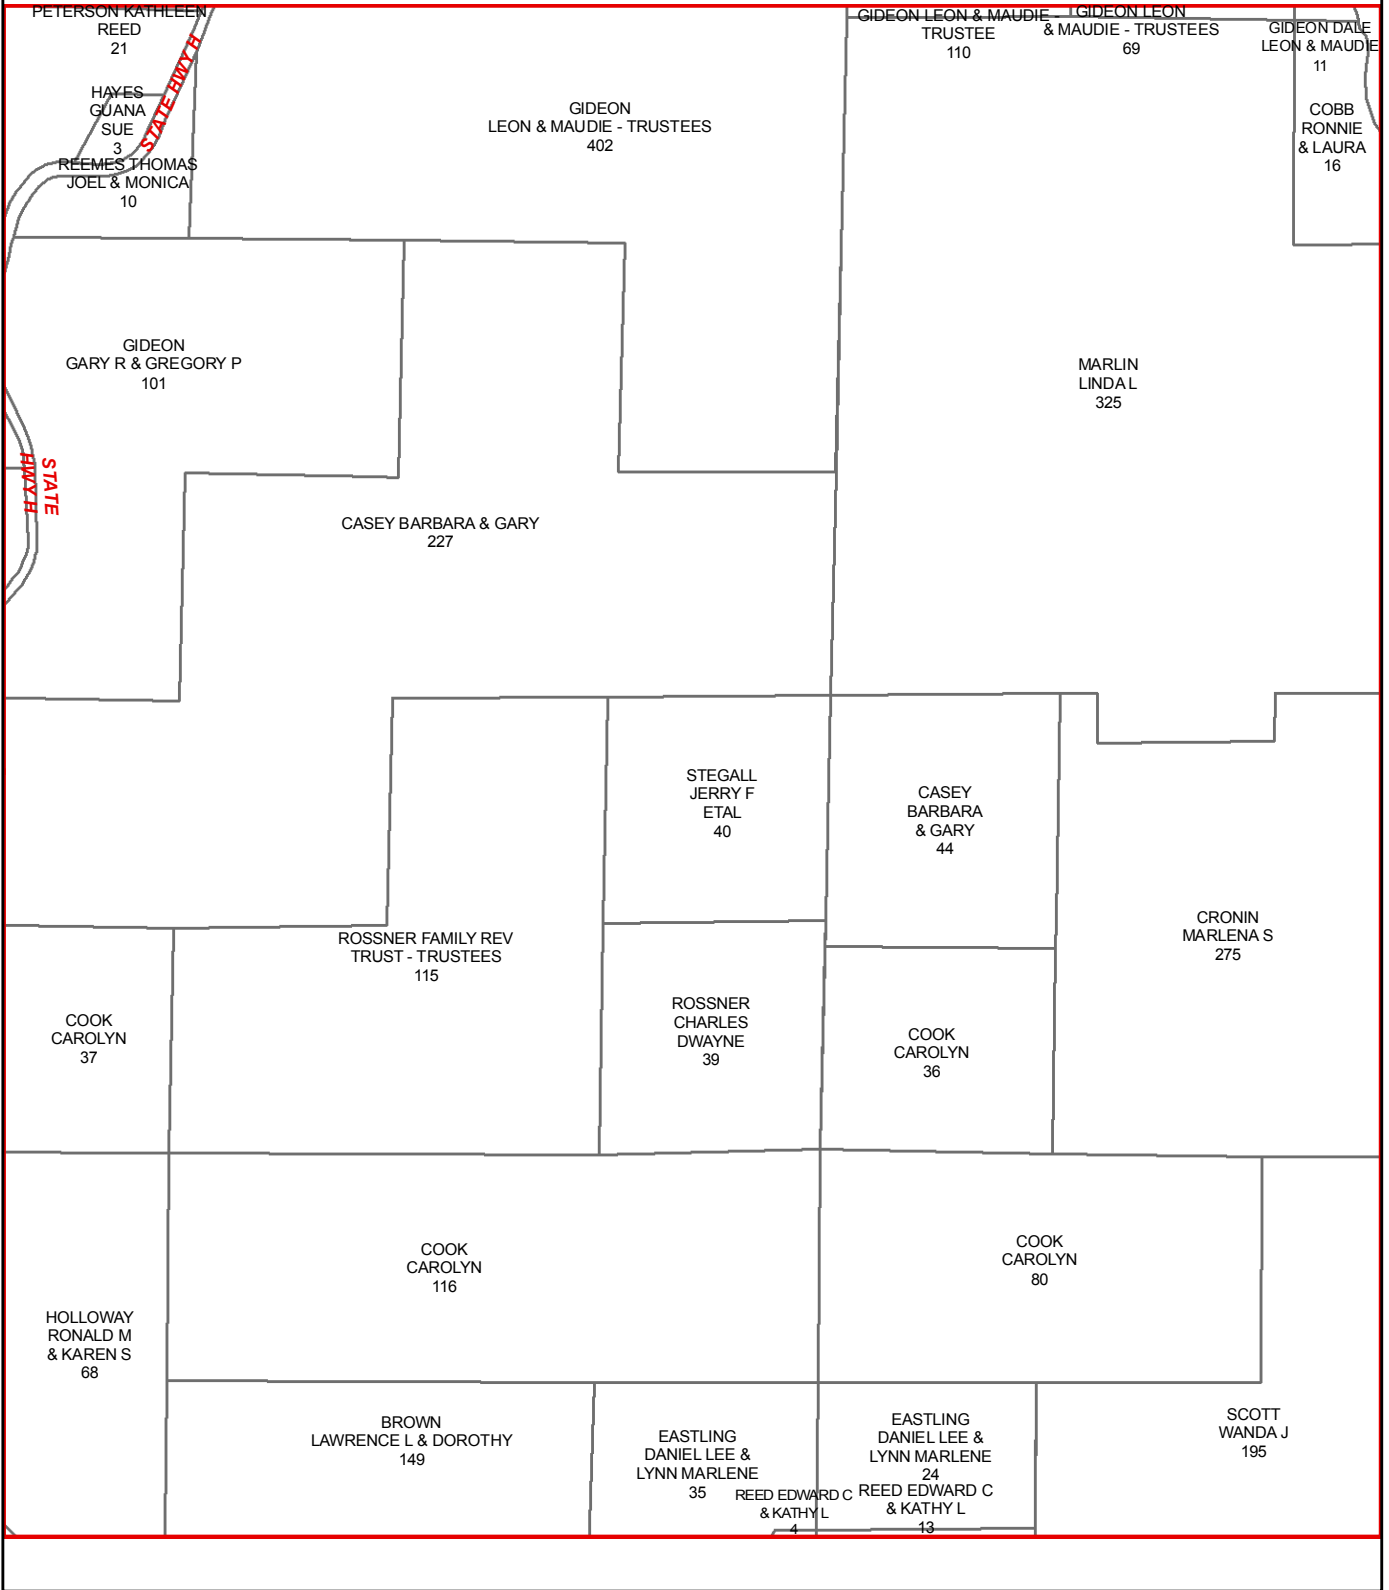 PETERSON KATHLEEN
REED
21
STATE HWY H
HAYES
GUANA
SUE
3
REEMES THOMAS
JOEL & MONICA
10
GIDEON
LEON & MAUDIE - TRUSTEES
402
GIDEON LEON & MAUDIE -
TRUSTEE
110
GIDEON LEON
& MAUDIE - TRUSTEES
69
GIDEON DALE
LEON & MAUDIE
11
COBB
RONNIE
& LAURA
16
GIDEON
GARY R & GREGORY P
101
MARLIN
LINDA L
325
STATE
HWY H
CASEY BARBARA & GARY
227
STEGALL
JERRY F
ETAL
40
CASEY
BARBARA
& GARY
44
CRONIN
MARLENA S
275
ROSSNER FAMILY REV
TRUST - TRUSTEES
115
ROSSNER
CHARLES
DWAYNE
39
COOK
CAROLYN
37
COOK
CAROLYN
36
COOK
CAROLYN
116
COOK
CAROLYN
80
HOLLOWAY
RONALD M
& KAREN S
68
BROWN
LAWRENCE L & DOROTHY
149
EASTLING
DANIEL LEE &
LYNN MARLENE
35
EASTLING
DANIEL LEE &
LYNN MARLENE
24
SCOTT
WANDA J
195
REED EDWARD C
& KATHY L
4
REED EDWARD C
& KATHY L
13